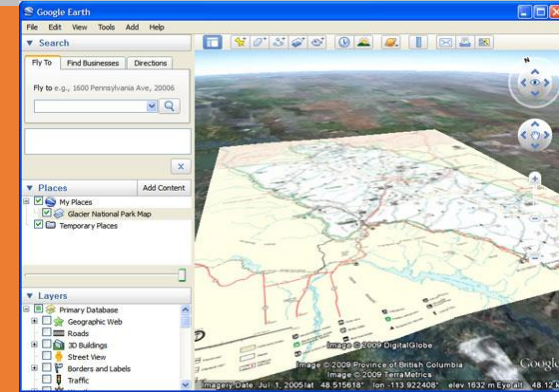 Google Earth
File Edit View Tools Add Help
Search
Fly To Find Businesses Directions
Fly to e.g., 1600 Pennsylvania Ave, 20006
Places Add Content
My Places
Glacier National Park Map
Temporary Places
Layers
Primary Database
Geographic Web
Roads
3D Buildings
Street View
Borders and Labels
Traffic
N
Image © 2009 DigitalGlobe
Image © 2009 Province of British Columbia
Image © 2009 TerraMetrics
Google
Imagery Date: Jul 1, 2005 lat 48.515618° lon -113.922408° elev 1632 m Eye alt 48.12